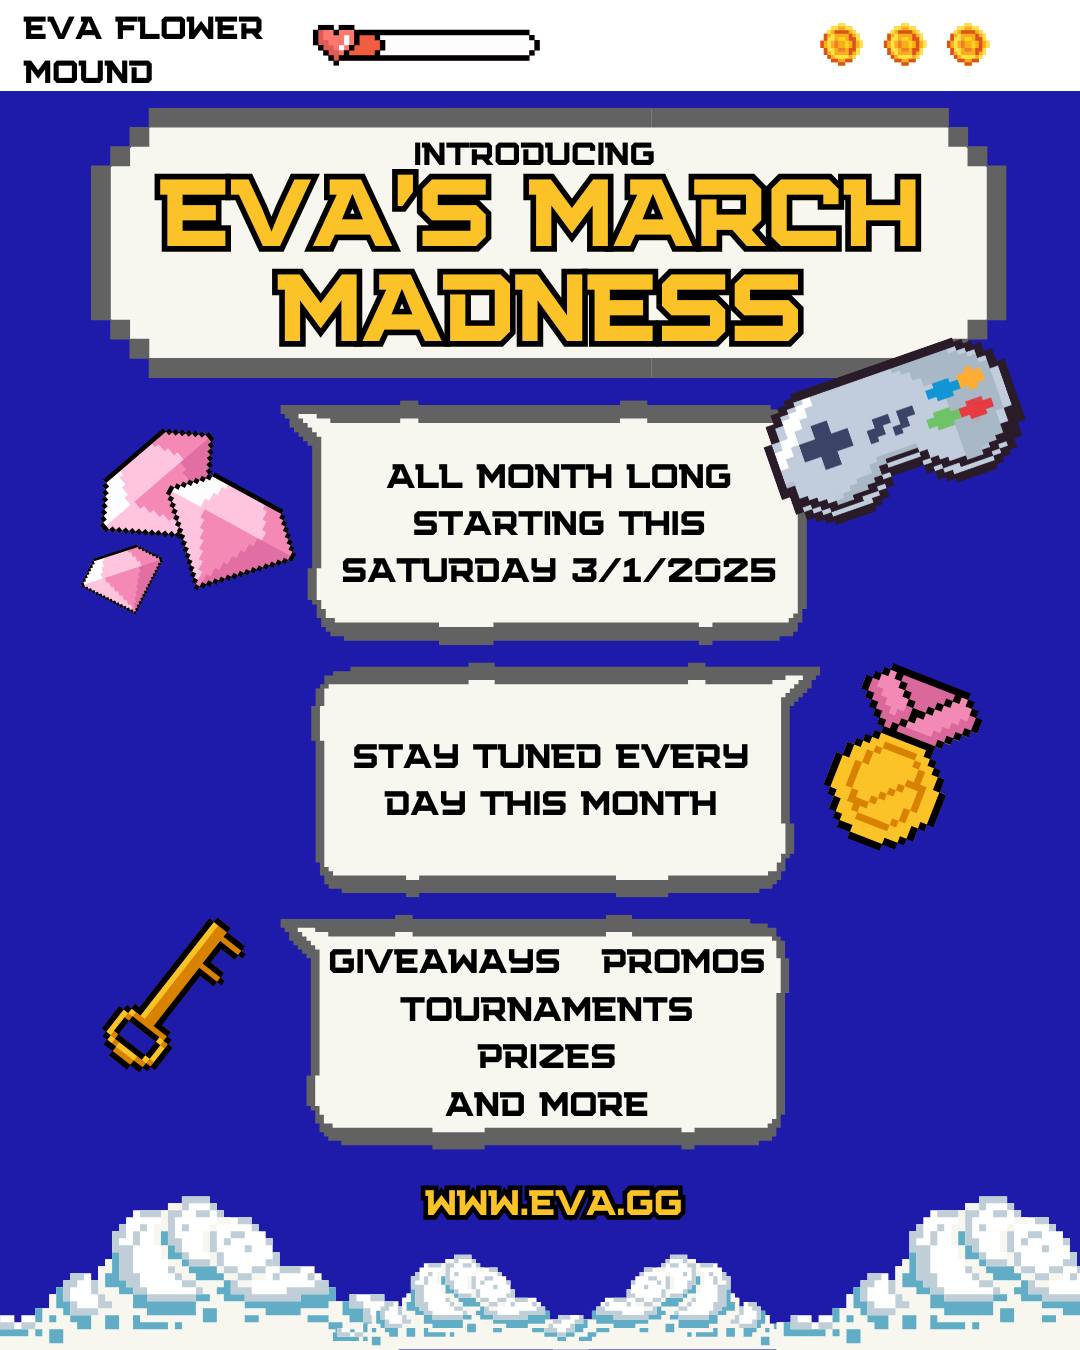 EVA FLOWER
MOUND
INTRODUCING
EVA'S MARCH
MADNESS
ALL MONTH LONG
STARTING THIS
SATURDAY 3/1/2025
STAY TUNED EVERY
DAY THIS MONTH
GIVEAWAYS PROMOS
TOURNAMENTS
PRIZES
AND MORE
WWW.EVA.GG